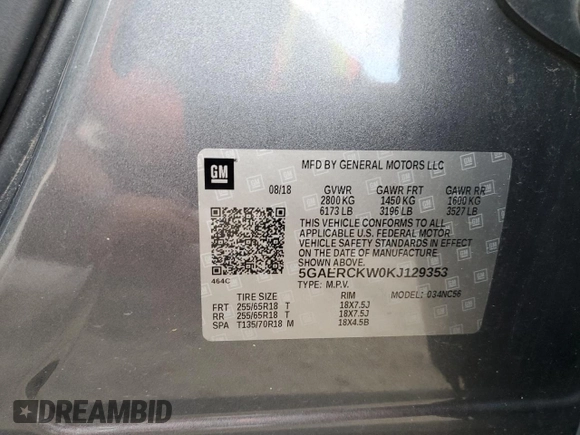 GM
MFD BY GENERAL MOTORS LLC
08/18 GVWR GAWR FRT GAWR RR
2800 KG 1450 KG 1600 KG
6173 LB 3196 LB 3527 LB
THIS VEHICLE CONFORMS TO ALL
APPLICABLE U.S. FEDERAL MOTOR
VEHICLE SAFETY STANDARDS IN EFFECT
ON THE DATE OF MANUFACTURE
SHOWN ABOVE.
464C 5GAERCKW0KJ129353
TYPE: M.P.V. MODEL: 034NC56
TIRE SIZE RIM
FRT 255/65R18 T 18X7.5J
RR 255/65R18 T 18X7.5J
SPA T135/70R18 M 18X4.5B
DREAMBID